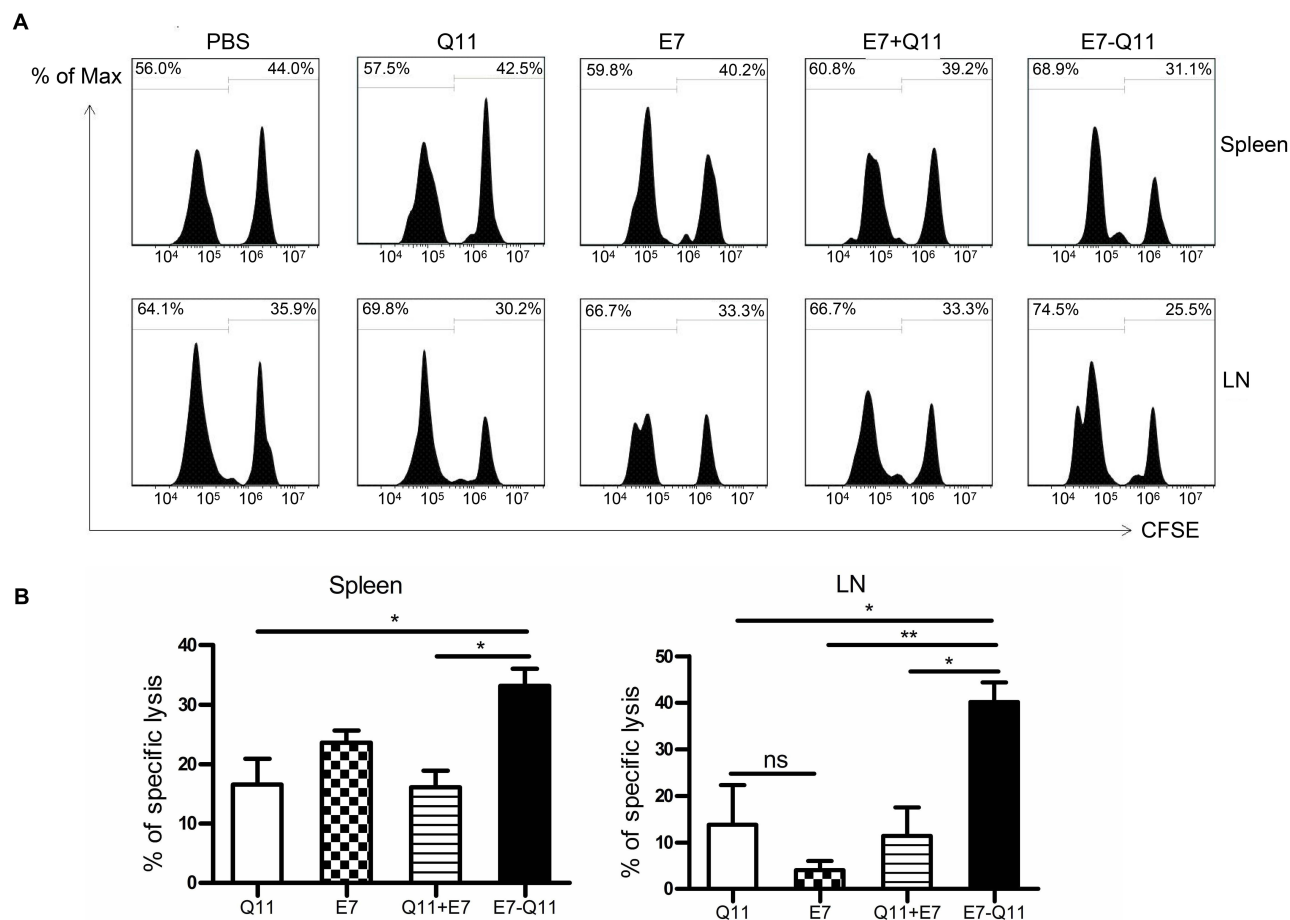 A
PBS Q11 E7 E7+Q11 E7-Q11
% of Max
56.0% 44.0% 57.5% 42.5% 59.8% 40.2% 60.8% 39.2% 68.9% 31.1%
Spleen
10⁴ 10⁵ 10⁶ 10⁷ 10⁴ 10⁵ 10⁶ 10⁷ 10⁴ 10⁵ 10⁶ 10⁷ 10⁴ 10⁵ 10⁶ 10⁷ 10⁴ 10⁵ 10⁶ 10⁷
64.1% 35.9% 69.8% 30.2% 66.7% 33.3% 66.7% 33.3% 74.5% 25.5%
LN
10⁴ 10⁵ 10⁶ 10⁷ 10⁴ 10⁵ 10⁶ 10⁷ 10⁴ 10⁵ 10⁶ 10⁷ 10⁴ 10⁵ 10⁶ 10⁷ 10⁴ 10⁵ 10⁶ 10⁷
CFSE
B
Spleen
*
*
% of specific lysis
40
30
20
10
0
Q11 E7 Q11+E7 E7-Q11
LN
*
**
*
ns
% of specific lysis
50
40
30
20
10
0
Q11 E7 Q11+E7 E7-Q11